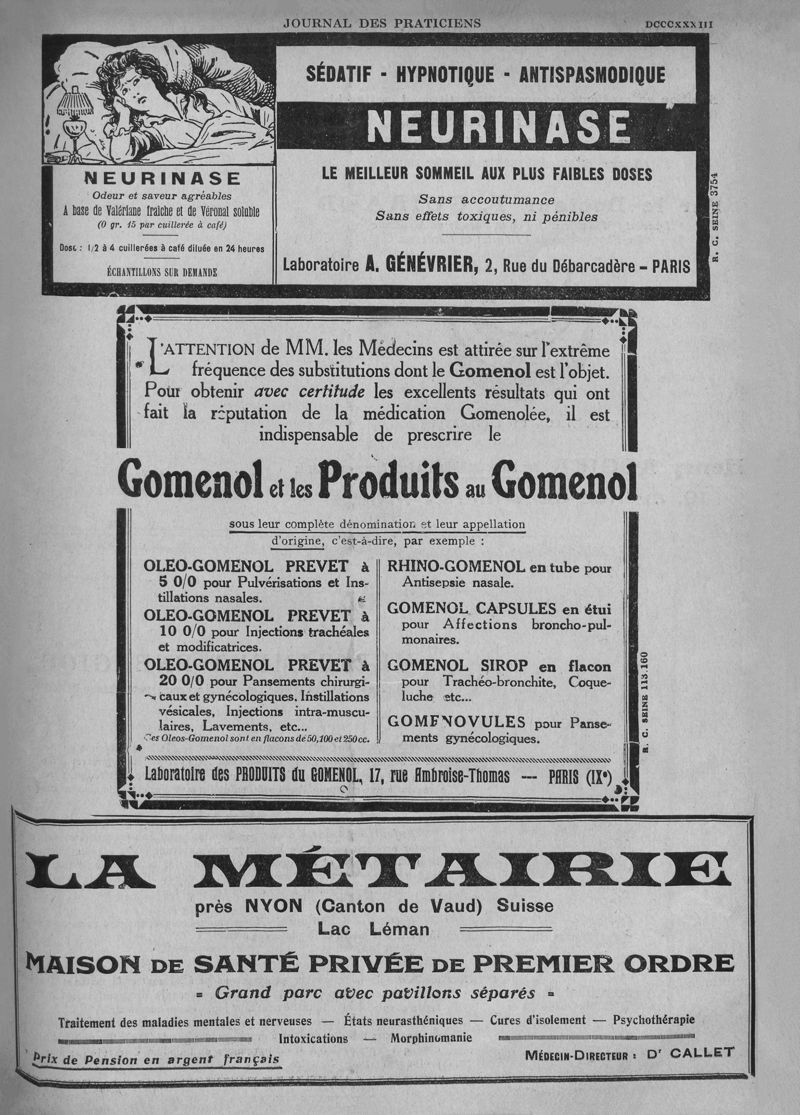 JOURNAL DES PRATICIENS
DCCCXXXIII
NEURINASE
Odeur et saveur agréables
A base de Valériane fraîche et de Véronal soluble
(0 gr. 15 par cuillerée à café)
Dose : 1/2 à 4 cuillerées à café diluée en 24 heures
ÉCHANTILLONS SUR DEMANDE
SÉDATIF - HYPNOTIQUE - ANTISPASMODIQUE
NEURINASE
LE MEILLEUR SOMMEIL AUX PLUS FAIBLES DOSES
Sans accoutumance
Sans effets toxiques, ni pénibles
Laboratoire A. GÉNÉVRIER, 2, Rue du Débarcadère – PARIS
R. C. SEINE 3754
L'ATTENTION de MM. les Médecins est attirée sur l'extrême
fréquence des substitutions dont le Gomenol est l'objet.
Pour obtenir avec certitude les excellents résultats qui ont
fait la réputation de la médication Gomenolée, il est
indispensable de prescrire le
Gomenol et les Produits au Gomenol
sous leur complète dénomination et leur appellation
d'origine, c'est-à-dire, par exemple :
OLEO-GOMENOL PREVET à
5 0/0 pour Pulvérisations et Ins-
tillations nasales.
OLEO-GOMENOL PREVET à
10 0/0 pour Injections trachéales
et modificatrices.
OLEO-GOMENOL PREVET à
20 0/0 pour Pansements chirurgi-
caux et gynécologiques, Instillations
vésicales, Injections intra-muscu-
laires, Lavements, etc...
Ces Oleos-Gomenol sont en flacons de 50, 100 et 250 cc.
RHINO-GOMENOL en tube pour
Antisepsie nasale.
GOMENOL CAPSULES en étui
pour Affections broncho-pul-
monaires.
GOMENOL SIROP en flacon
pour Trachéo-bronchite, Coque-
luche etc...
GOMENOVULES pour Panse-
ments gynécologiques.
Laboratoire des PRODUITS du GOMENOL, 17, rue Ambroise-Thomas — PARIS (IXe)
R. C. SEINE 113.160
LA MÉTAIRIE
près NYON (Canton de Vaud) Suisse
Lac Léman
MAISON DE SANTÉ PRIVÉE DE PREMIER ORDRE
= Grand parc avec pavillons séparés =
Traitement des maladies mentales et nerveuses — États neurasthéniques — Cures d'isolement — Psychothérapie
Intoxications — Morphinomanie
Prix de Pension en argent français
MÉDECIN-DIRECTEUR : Dr CALLET